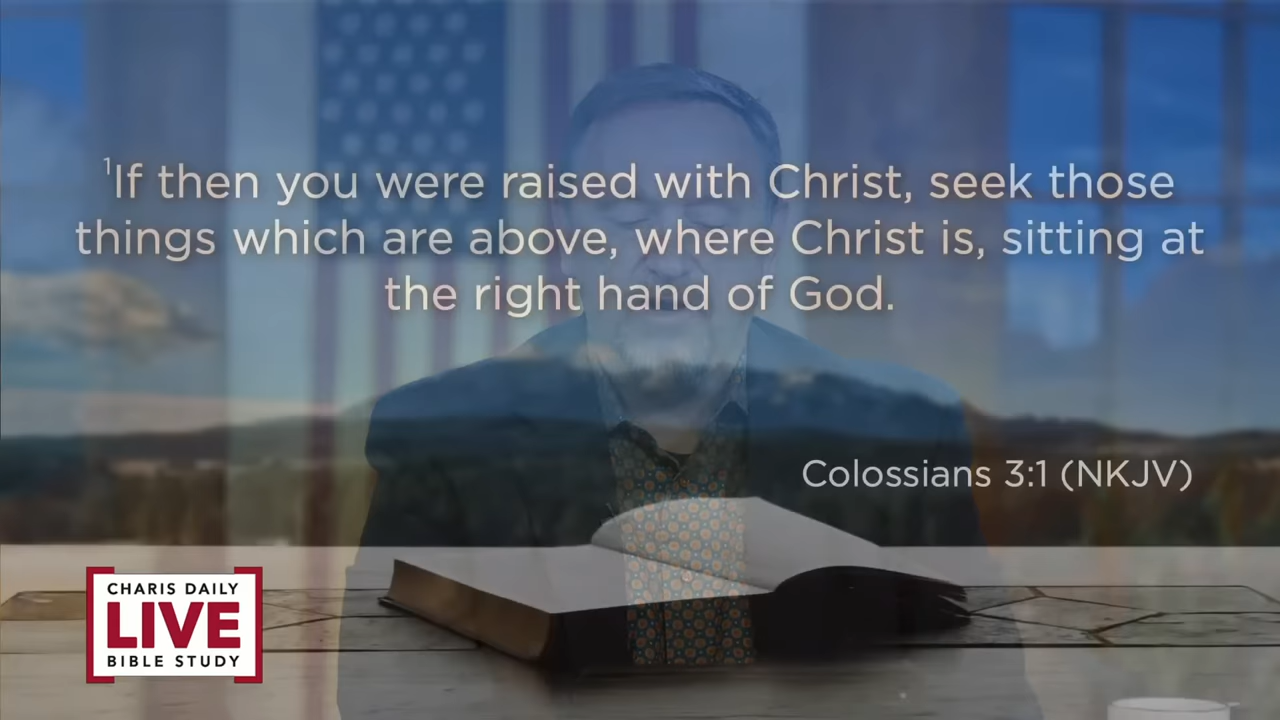 ¹If then you were raised with Christ, seek those
things which are above, where Christ is, sitting at
the right hand of God.
Colossians 3:1 (NKJV)
CHARIS DAILY
LIVE
BIBLE STUDY